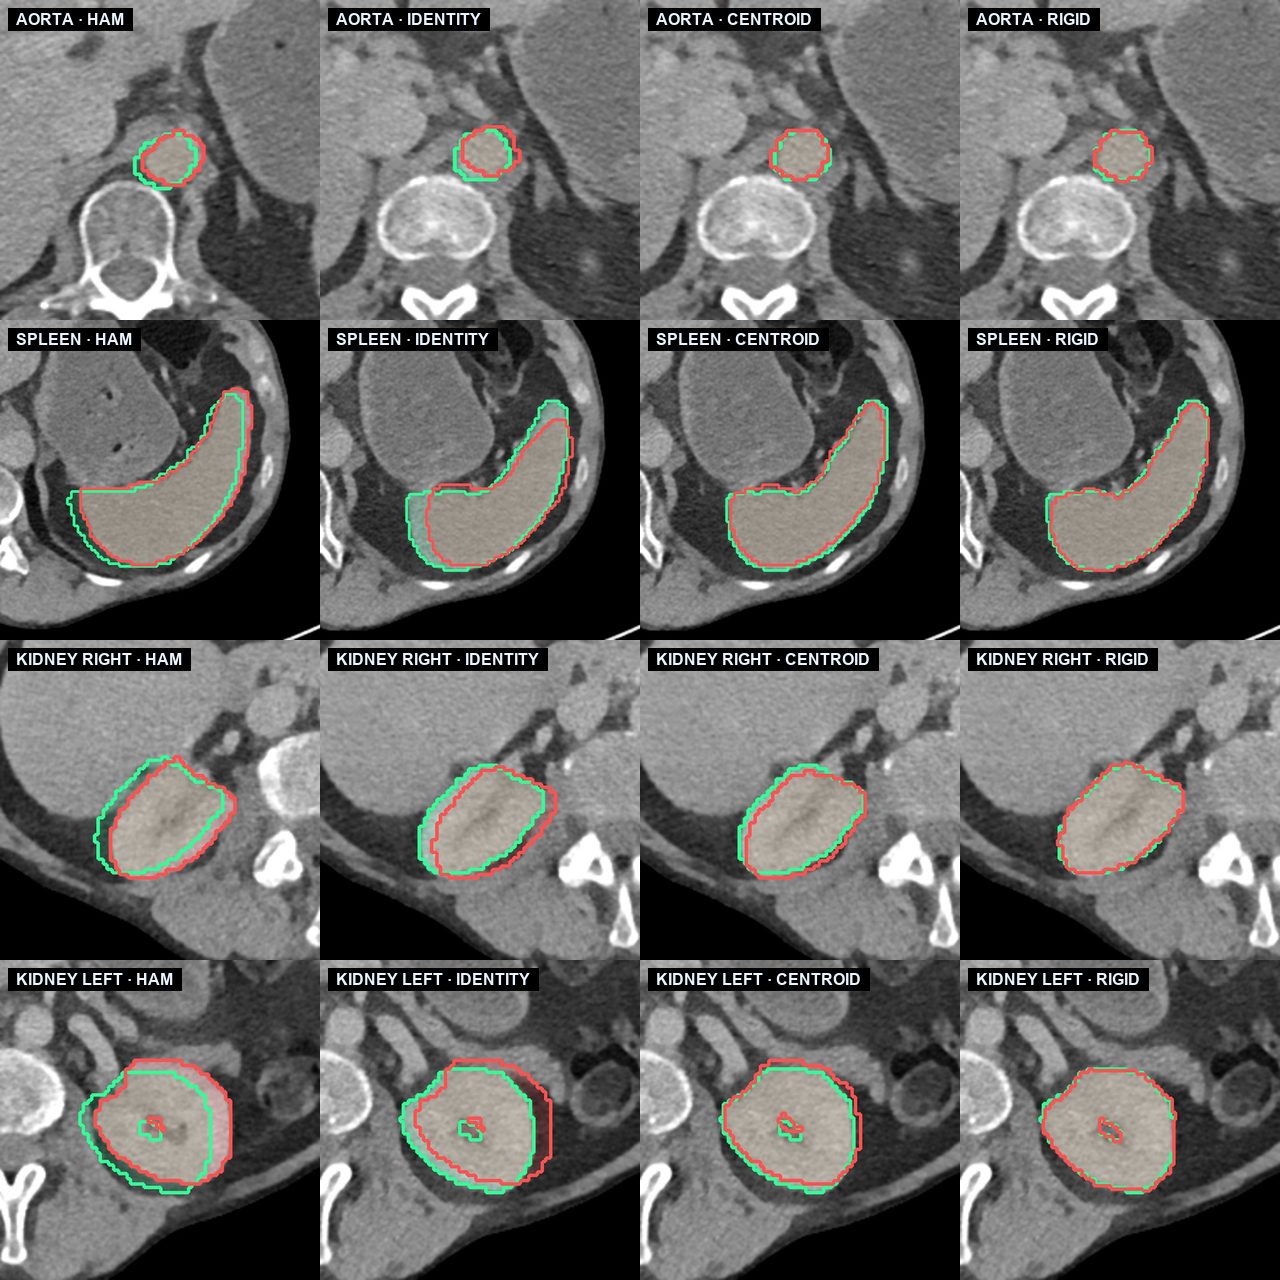 AORTA · HAM
AORTA · IDENTITY
AORTA · CENTROID
AORTA · RIGID
SPLEEN · HAM
SPLEEN · IDENTITY
SPLEEN · CENTROID
SPLEEN · RIGID
KIDNEY RIGHT · HAM
KIDNEY RIGHT · IDENTITY
KIDNEY RIGHT · CENTROID
KIDNEY RIGHT · RIGID
KIDNEY LEFT · HAM
KIDNEY LEFT · IDENTITY
KIDNEY LEFT · CENTROID
KIDNEY LEFT · RIGID